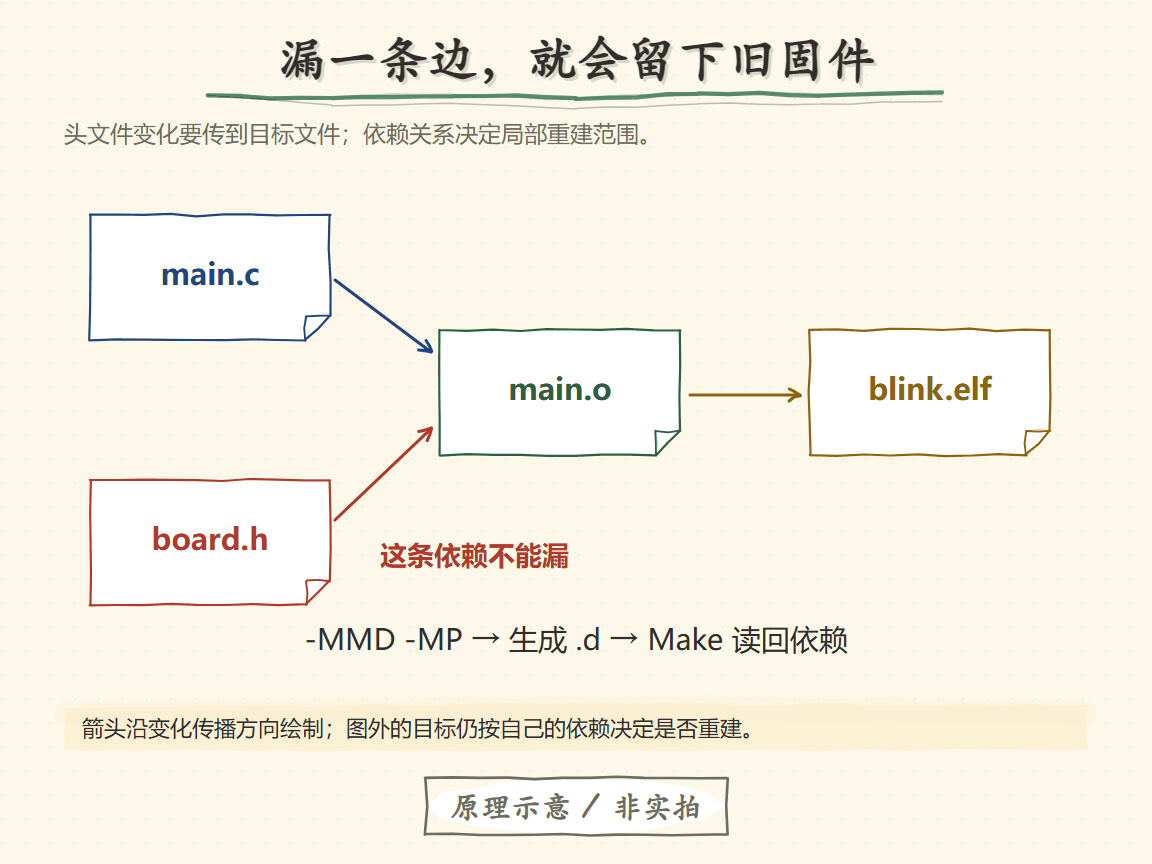 漏一条边，就会留下旧固件
头文件变化要传到目标文件；依赖关系决定局部重建范围。
main.c
main.o
blink.elf
board.h
这条依赖不能漏
-MMD -MP → 生成 .d → Make 读回依赖
箭头沿变化传播方向绘制；图外的目标仍按自己的依赖决定是否重建。
原理示意 / 非实拍